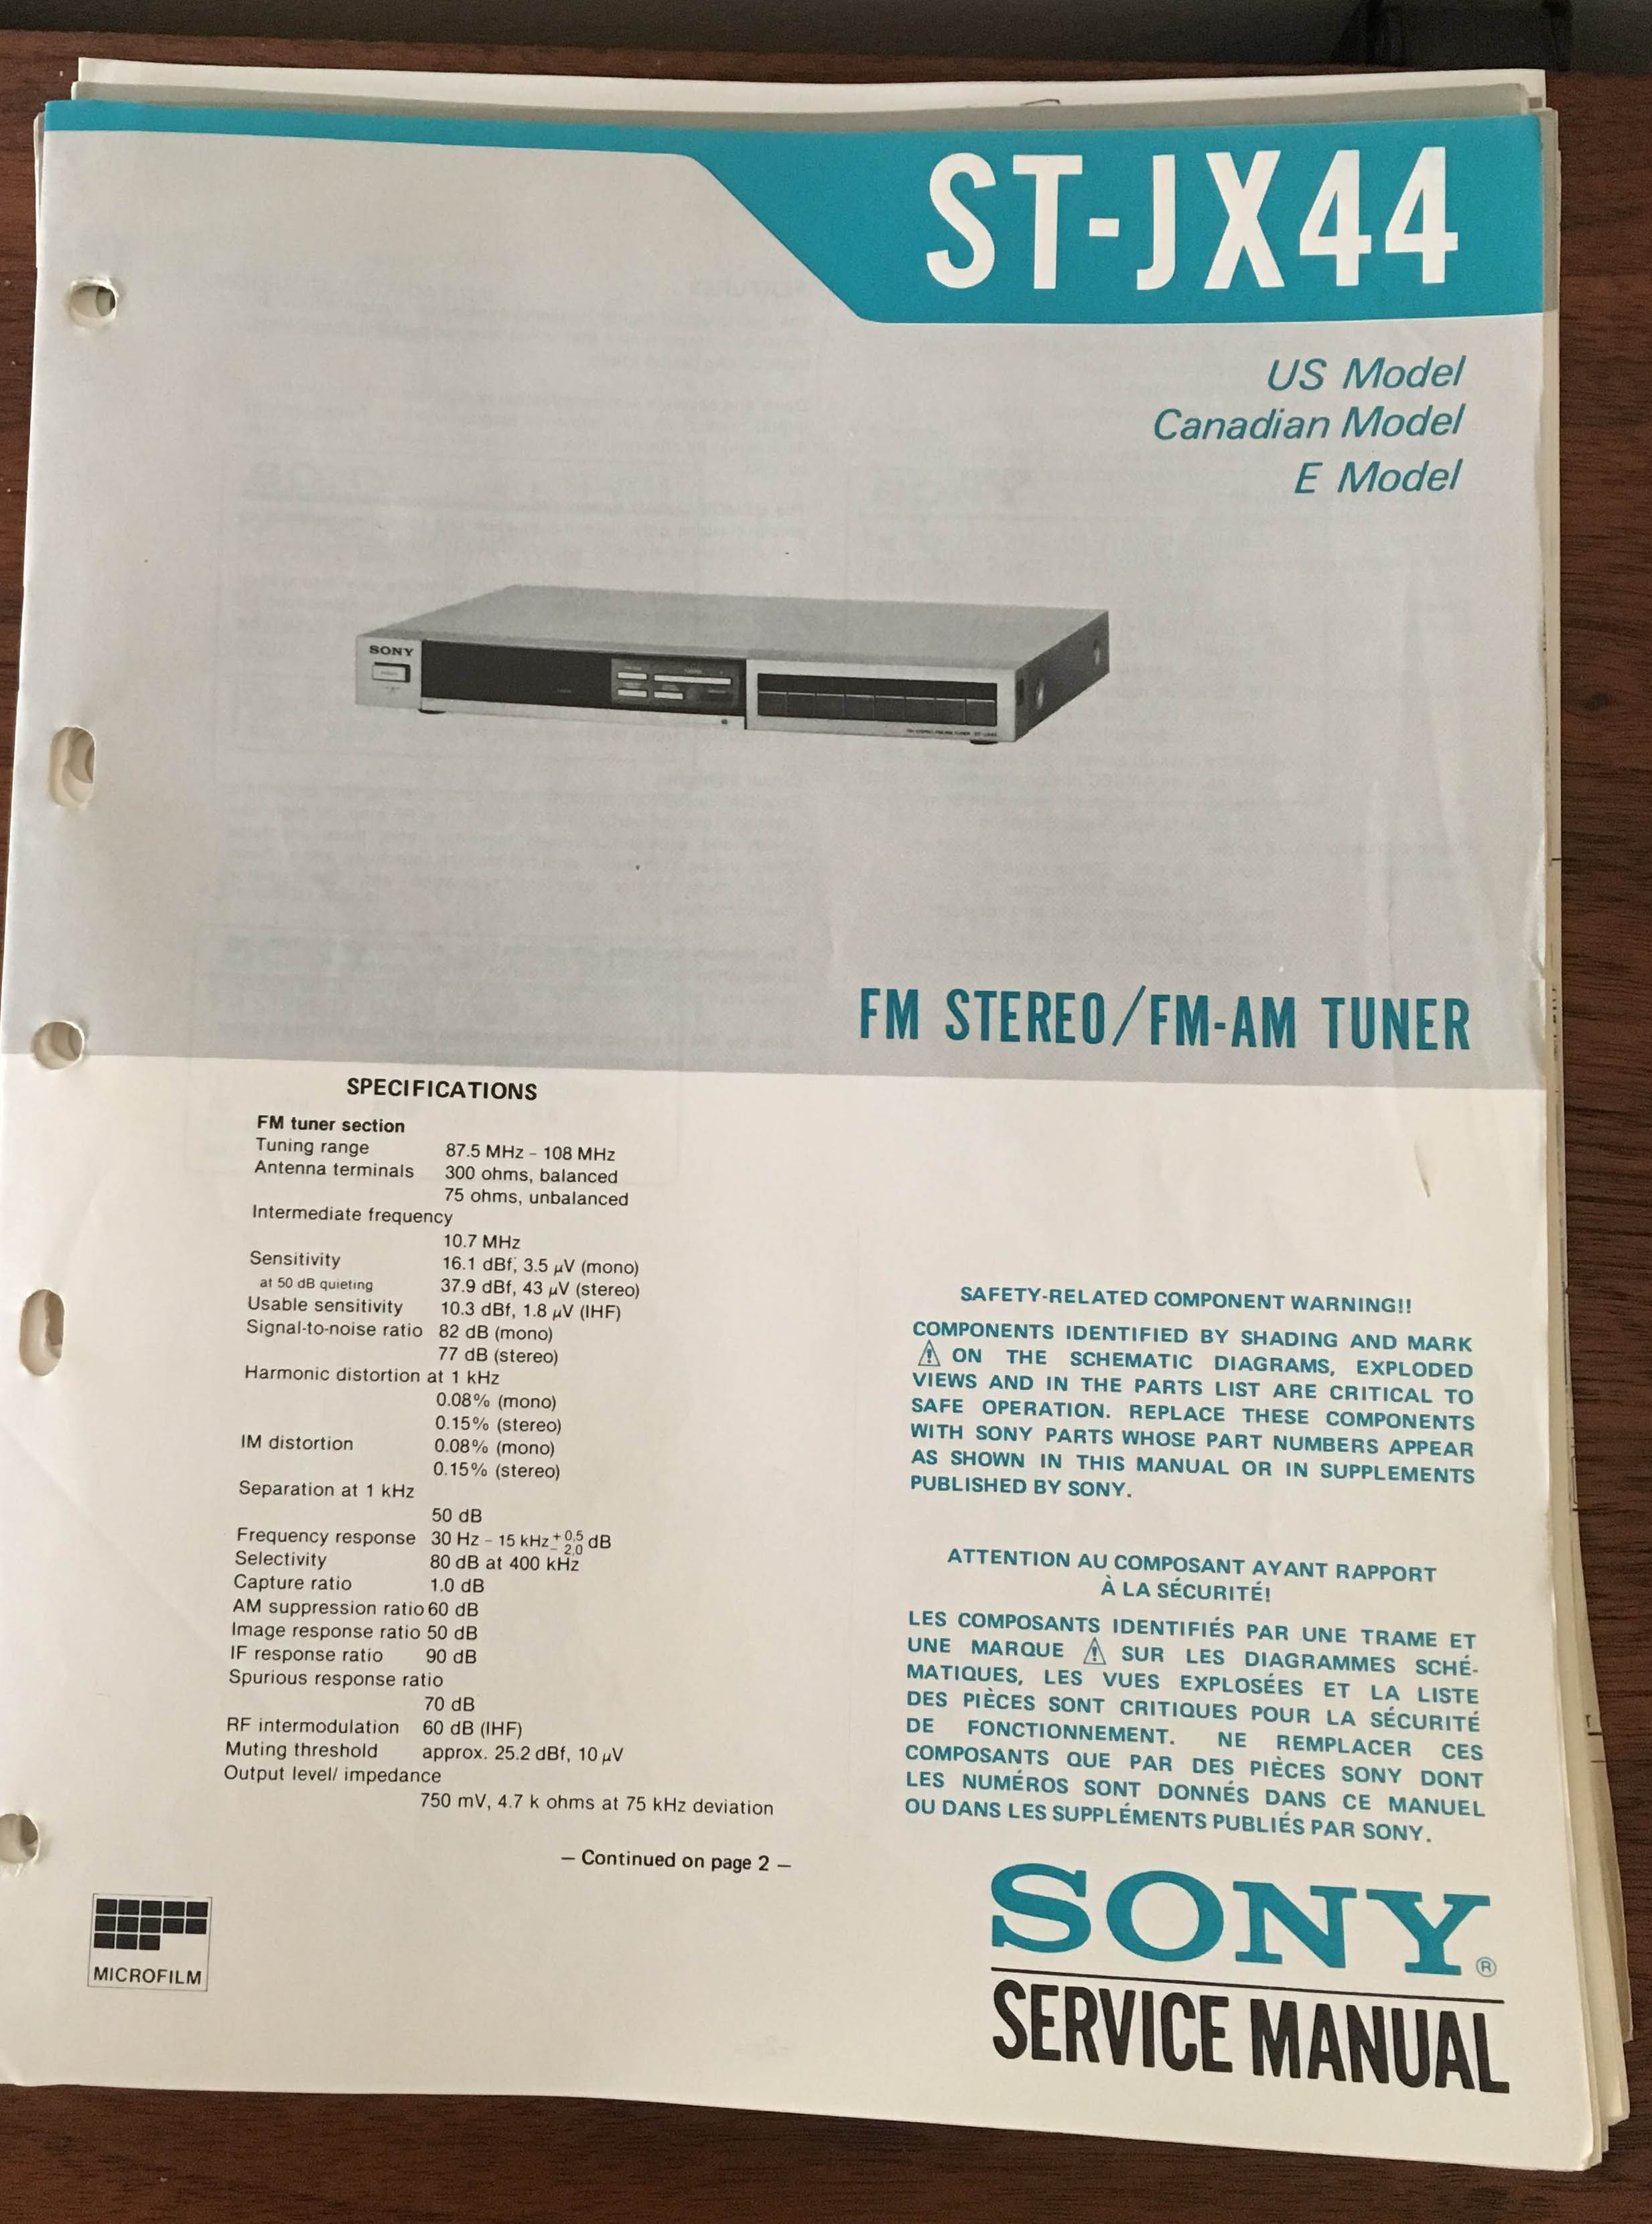 ST-JX44
US Model
Canadian Model
E Model
SONY
FM STEREO/FM-AM TUNER
SPECIFICATIONS
FM tuner section
Tuning range 87.5 MHz – 108 MHz
Antenna terminals 300 ohms, balanced
75 ohms, unbalanced
Intermediate frequency
10.7 MHz
Sensitivity 16.1 dBf, 3.5 µV (mono)
at 50 dB quieting 37.9 dBf, 43 µV (stereo)
Usable sensitivity 10.3 dBf, 1.8 µV (IHF)
Signal-to-noise ratio 82 dB (mono)
77 dB (stereo)
Harmonic distortion at 1 kHz
0.08% (mono)
0.15% (stereo)
IM distortion 0.08% (mono)
0.15% (stereo)
Separation at 1 kHz
50 dB
Frequency response 30 Hz – 15 kHz +0.5 −2.0 dB
Selectivity 80 dB at 400 kHz
Capture ratio 1.0 dB
AM suppression ratio 60 dB
Image response ratio 50 dB
IF response ratio 90 dB
Spurious response ratio
70 dB
RF intermodulation 60 dB (IHF)
Muting threshold approx. 25.2 dBf, 10 µV
Output level/ impedance
750 mV, 4.7 k ohms at 75 kHz deviation
— Continued on page 2 —
MICROFILM
SAFETY-RELATED COMPONENT WARNING!!
COMPONENTS IDENTIFIED BY SHADING AND MARK
⚠ ON THE SCHEMATIC DIAGRAMS, EXPLODED
VIEWS AND IN THE PARTS LIST ARE CRITICAL TO
SAFE OPERATION. REPLACE THESE COMPONENTS
WITH SONY PARTS WHOSE PART NUMBERS APPEAR
AS SHOWN IN THIS MANUAL OR IN SUPPLEMENTS
PUBLISHED BY SONY.
ATTENTION AU COMPOSANT AYANT RAPPORT
À LA SÉCURITÉ!
LES COMPOSANTS IDENTIFIÉS PAR UNE TRAME ET
UNE MARQUE ⚠ SUR LES DIAGRAMMES SCHÉ-
MATIQUES, LES VUES EXPLOSÉES ET LA LISTE
DES PIÈCES SONT CRITIQUES POUR LA SÉCURITÉ
DE FONCTIONNEMENT. NE REMPLACER CES
COMPOSANTS QUE PAR DES PIÈCES SONY DONT
LES NUMÉROS SONT DONNÉS DANS CE MANUEL
OU DANS LES SUPPLÉMENTS PUBLIÉS PAR SONY.
SONY®
SERVICE MANUAL